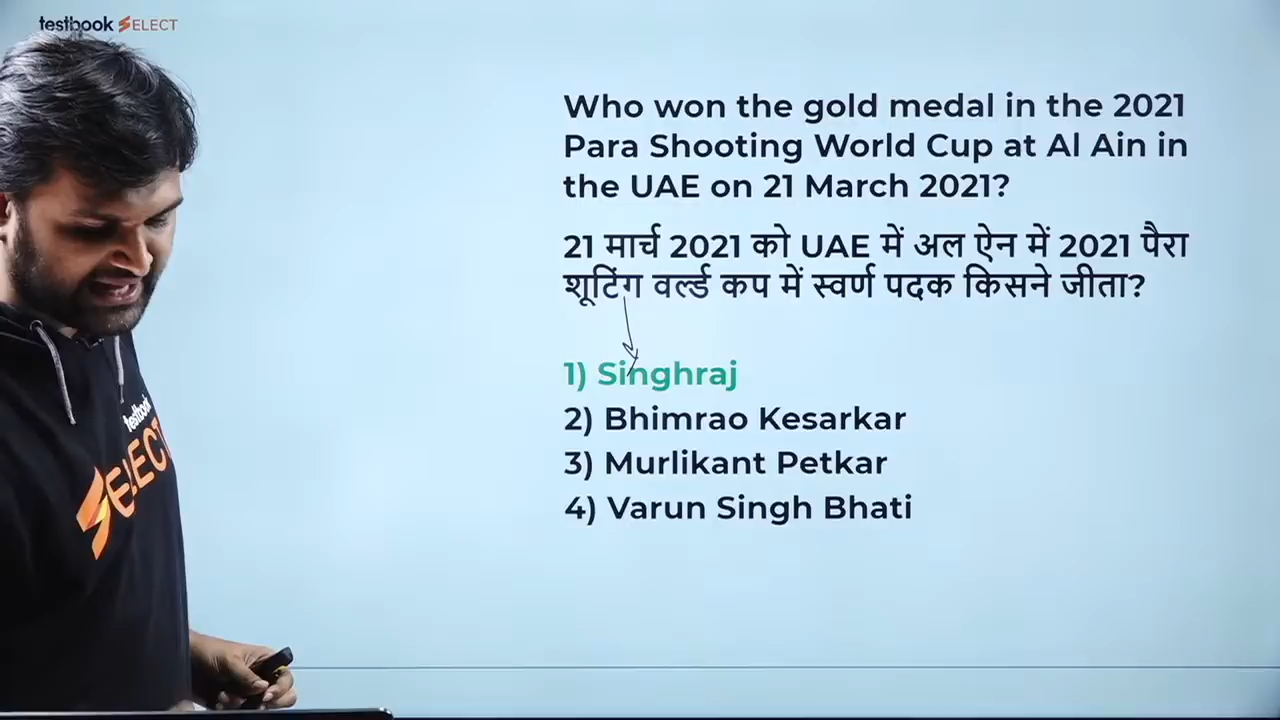 testbook SELECT
Who won the gold medal in the 2021
Para Shooting World Cup at Al Ain in
the UAE on 21 March 2021?
21 मार्च 2021 को UAE में अल ऐन में 2021 पैरा
शूटिंग वर्ल्ड कप में स्वर्ण पदक किसने जीता?
1) Singhraj
2) Bhimrao Kesarkar
3) Murlikant Petkar
4) Varun Singh Bhati
testbook
SELECT